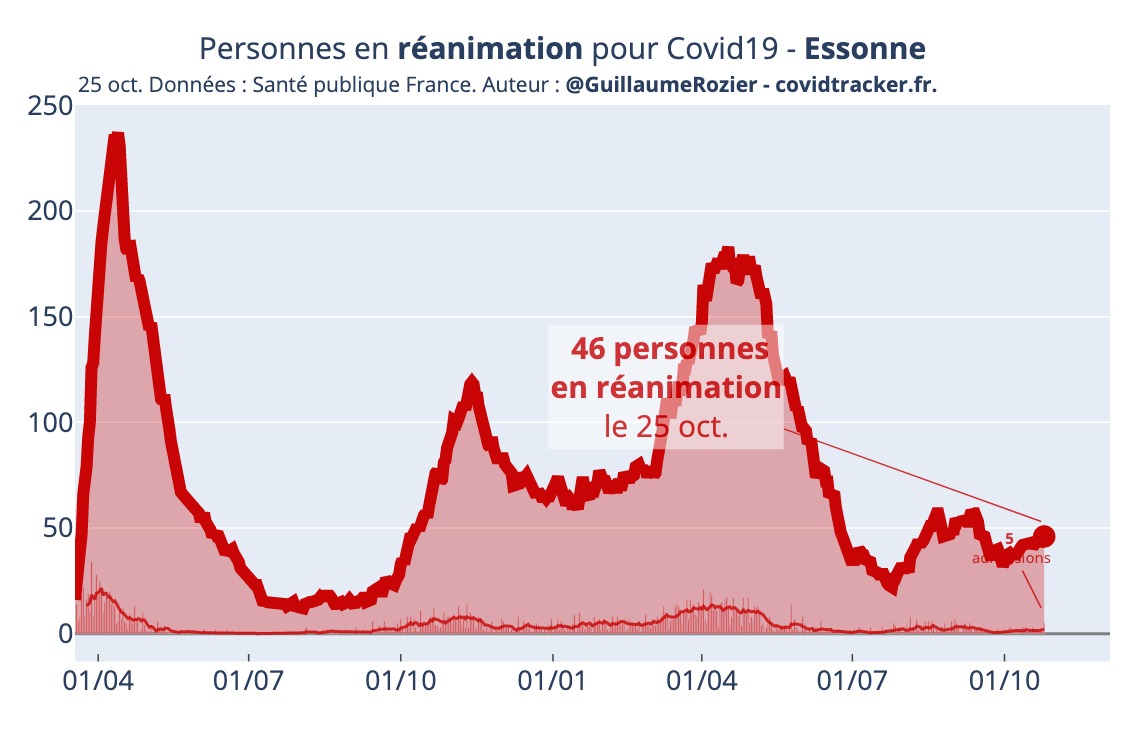 Personnes en réanimation pour Covid19 - Essonne
25 oct. Données : Santé publique France. Auteur : @GuillaumeRozier - covidtracker.fr.
250
200
150
100
50
0
46 personnes
en réanimation
le 25 oct.
5
admissions
01/04 01/07 01/10 01/01 01/04 01/07 01/10